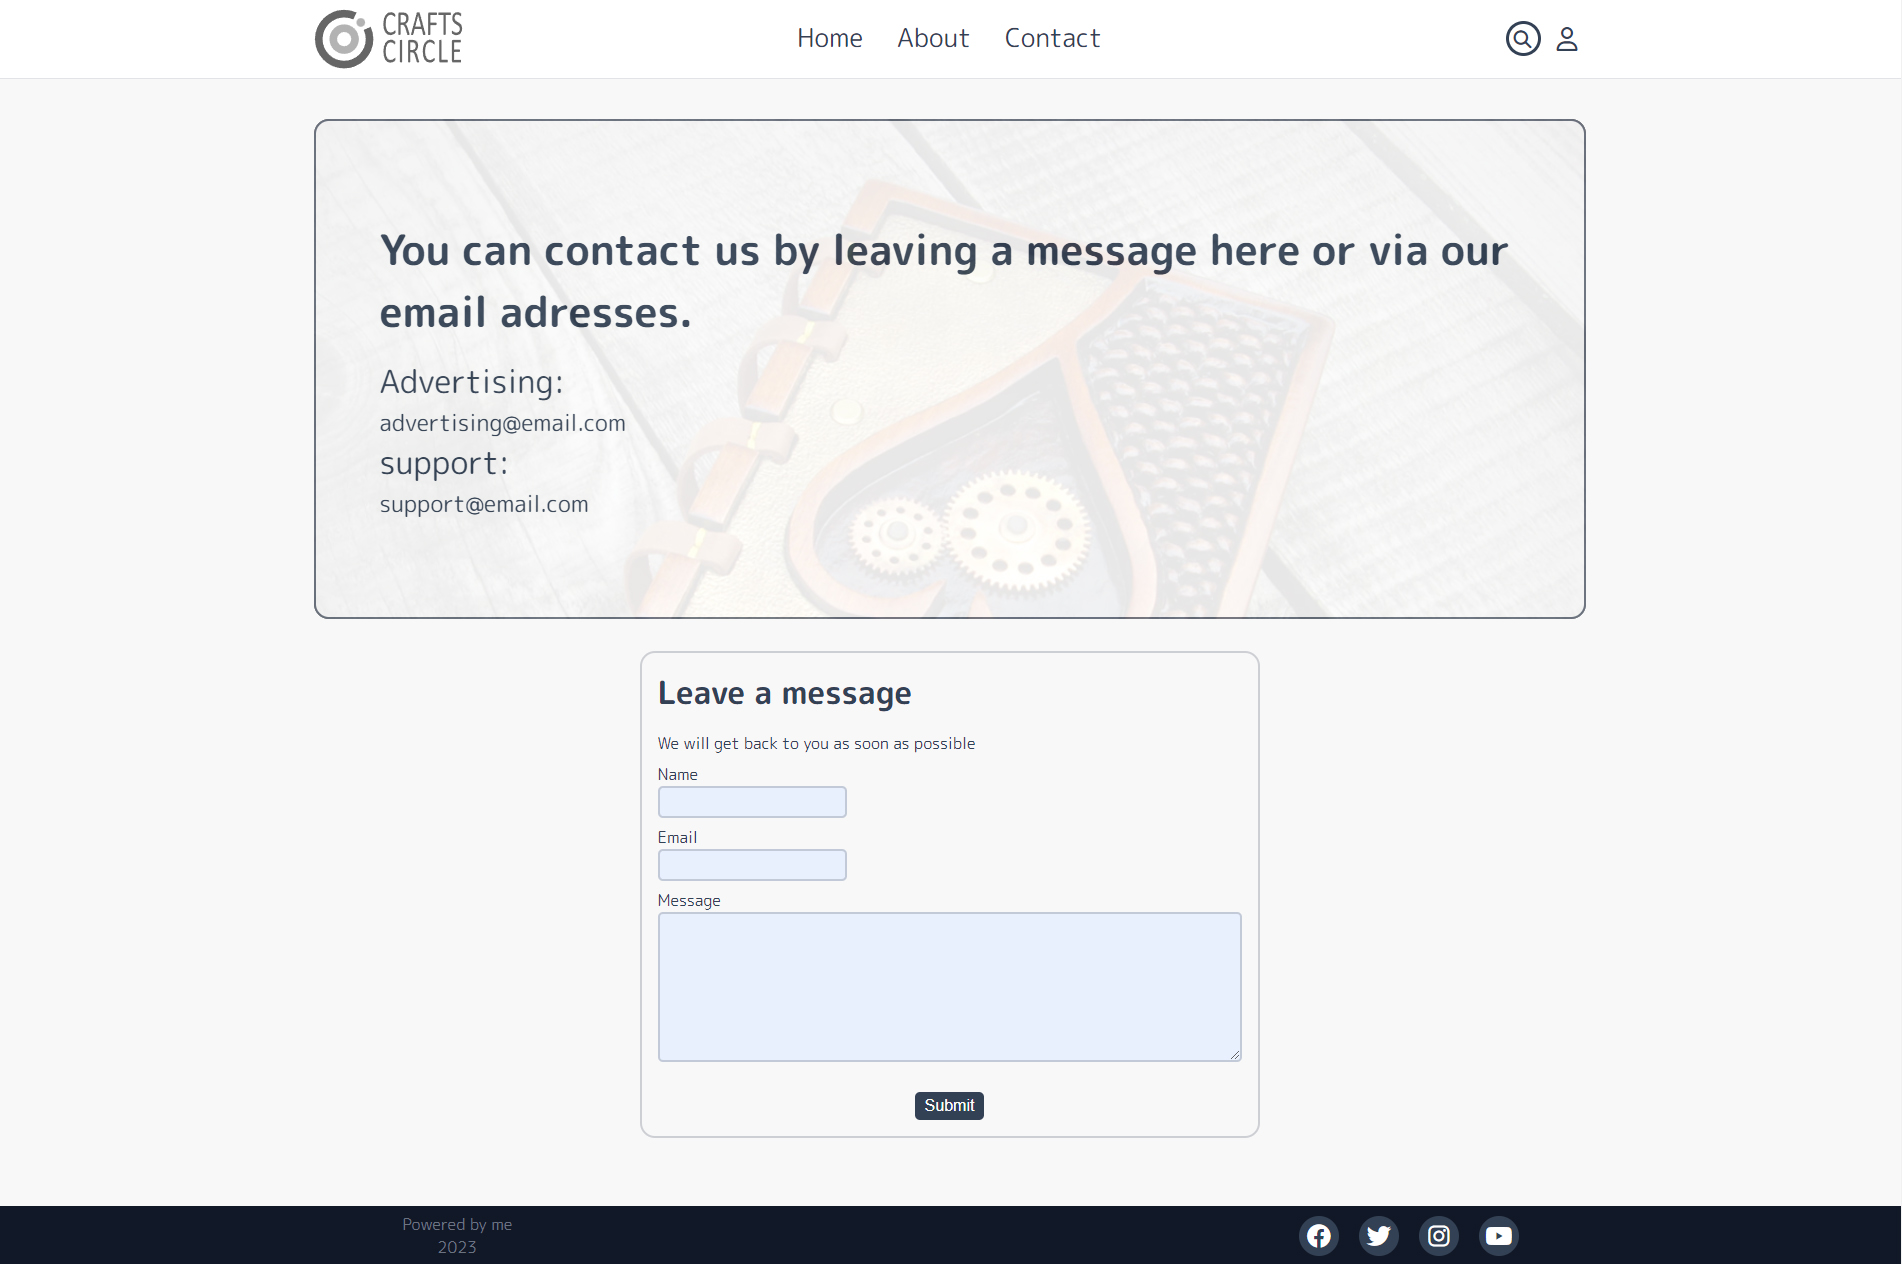 CRAFTS
CIRCLE
Home About Contact
You can contact us by leaving a message here or via our
email adresses.
Advertising:
advertising@email.com
support:
support@email.com
Leave a message
We will get back to you as soon as possible
Name
Email
Message
Submit
Powered by me
2023